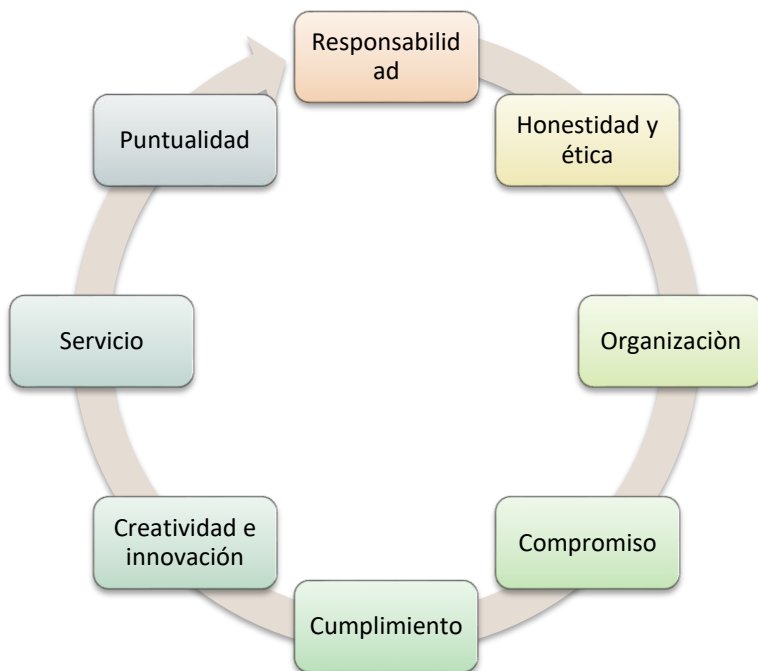 Responsabilid
ad
Honestidad y
ética
Organizaciòn
Compromiso
Cumplimiento
Creatividad e
innovación
Servicio
Puntualidad